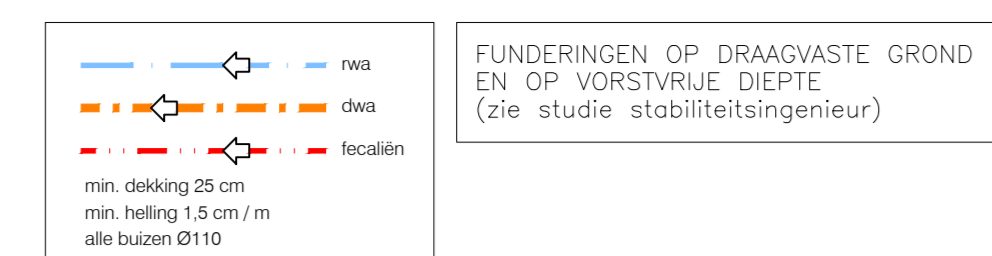 rwa
dwa
fecaliën
min. dekking 25 cm
min. helling 1,5 cm / m
alle buizen Ø110
FUNDERINGEN OP DRAAGVASTE GROND
EN OP VORSTVRIJE DIEPTE
(zie studie stabiliteitsingenieur)